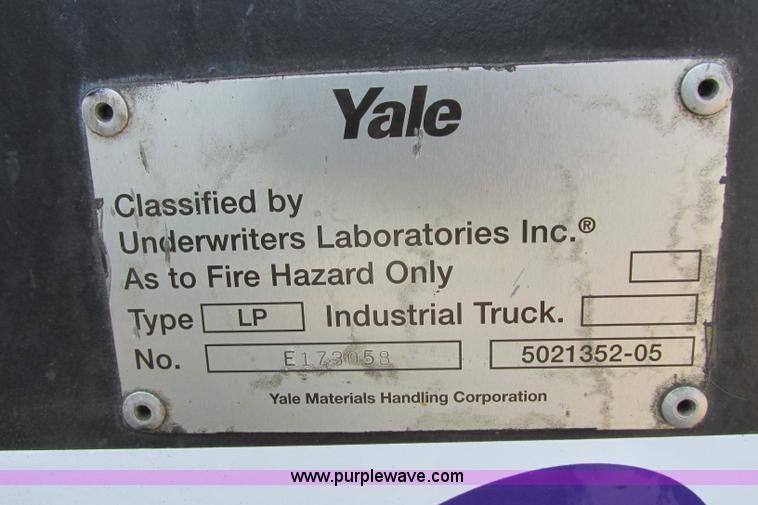 Yale
Classified by
Underwriters Laboratories Inc.®
As to Fire Hazard Only
Type LP Industrial Truck.
No. E173058 5021352-05
Yale Materials Handling Corporation
www.purplewave.com